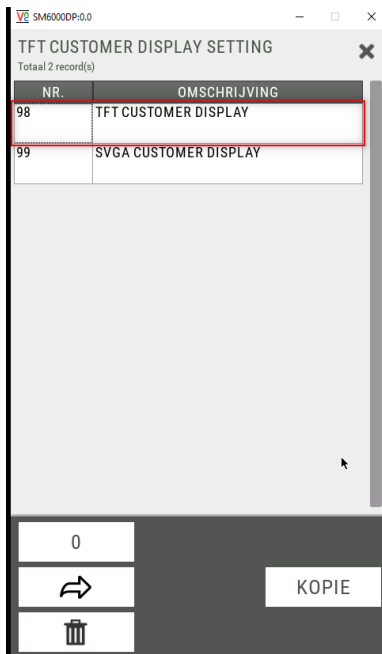 SM6000DP:0.0
TFT CUSTOMER DISPLAY SETTING
Totaal 2 record(s)
NR. OMSCHRIJVING
98 TFT CUSTOMER DISPLAY
99 SVGA CUSTOMER DISPLAY
0
KOPIE